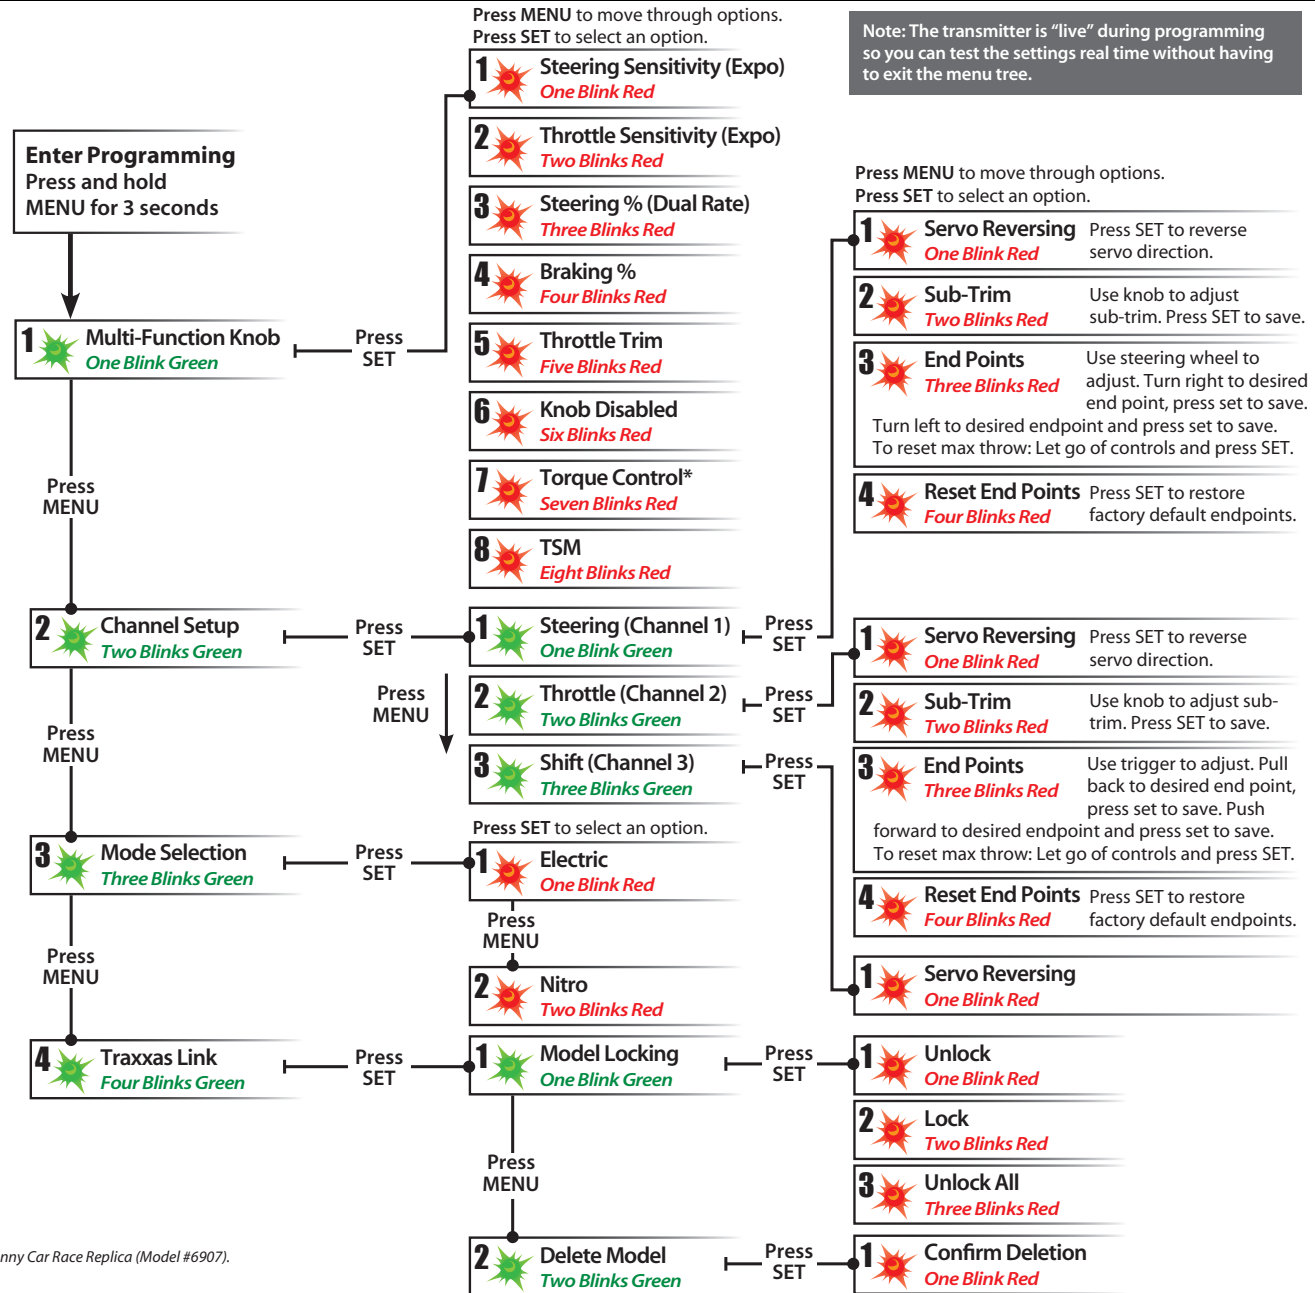 Press MENU to move through options.
Press SET to select an option.
Note: The transmitter is “live” during programming
so you can test the settings real time without having
to exit the menu tree.
Enter Programming
Press and hold
MENU for 3 seconds
1 Multi-Function Knob
One Blink Green
Press
SET
1 Steering Sensitivity (Expo)
One Blink Red
2 Throttle Sensitivity (Expo)
Two Blinks Red
3 Steering % (Dual Rate)
Three Blinks Red
4 Braking %
Four Blinks Red
5 Throttle Trim
Five Blinks Red
6 Knob Disabled
Six Blinks Red
7 Torque Control*
Seven Blinks Red
8 TSM
Eight Blinks Red
Press
MENU
2 Channel Setup
Two Blinks Green
Press
SET
1 Steering (Channel 1)
One Blink Green
Press
SET
Press
MENU
2 Throttle (Channel 2)
Two Blinks Green
Press
SET
3 Shift (Channel 3)
Three Blinks Green
Press
SET
Press MENU to move through options.
Press SET to select an option.
1 Servo Reversing
One Blink Red
Press SET to reverse
servo direction.
2 Sub-Trim
Two Blinks Red
Use knob to adjust
sub-trim. Press SET to save.
3 End Points
Three Blinks Red
Use steering wheel to
adjust. Turn right to desired
end point, press set to save.
Turn left to desired endpoint and press set to save.
To reset max throw: Let go of controls and press SET.
4 Reset End Points
Four Blinks Red
Press SET to restore
factory default endpoints.
1 Servo Reversing
One Blink Red
Press SET to reverse
servo direction.
2 Sub-Trim
Two Blinks Red
Use knob to adjust sub-
trim. Press SET to save.
3 End Points
Three Blinks Red
Use trigger to adjust. Pull
back to desired end point,
press set to save. Push
forward to desired endpoint and press set to save.
To reset max throw: Let go of controls and press SET.
4 Reset End Points
Four Blinks Red
Press SET to restore
factory default endpoints.
1 Servo Reversing
One Blink Red
Press
MENU
3 Mode Selection
Three Blinks Green
Press
SET
Press SET to select an option.
1 Electric
One Blink Red
Press
MENU
2 Nitro
Two Blinks Red
Press
MENU
4 Traxxas Link
Four Blinks Green
Press
SET
1 Model Locking
One Blink Green
Press
SET
1 Unlock
One Blink Red
2 Lock
Two Blinks Red
3 Unlock All
Three Blinks Red
Press
MENU
2 Delete Model
Two Blinks Green
Press
SET
1 Confirm Deletion
One Blink Red
nny Car Race Replica (Model #6907).